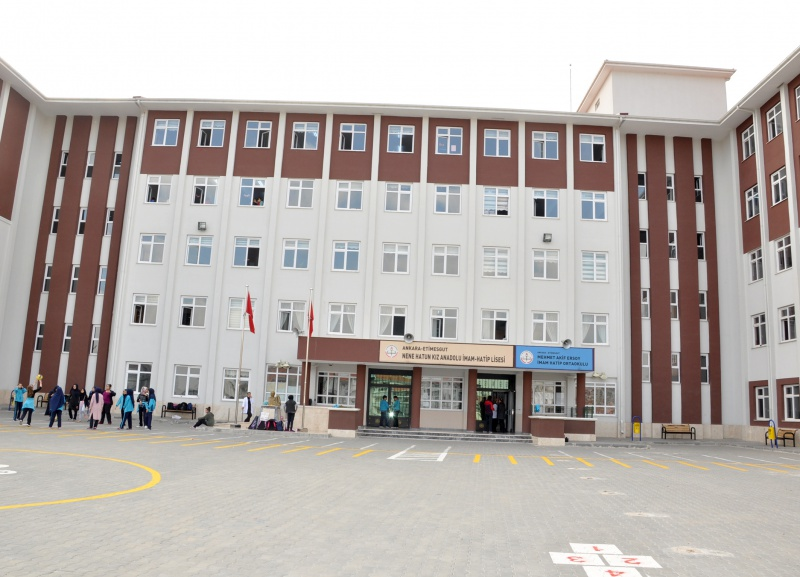 ANKARA-ETİMESGUT
NENE HATUN KIZ ANADOLU İMAM-HATİP LİSESİ
MEHMET AKİF ERSOY
İMAM HATİP ORTAOKULU
1
2
3
4